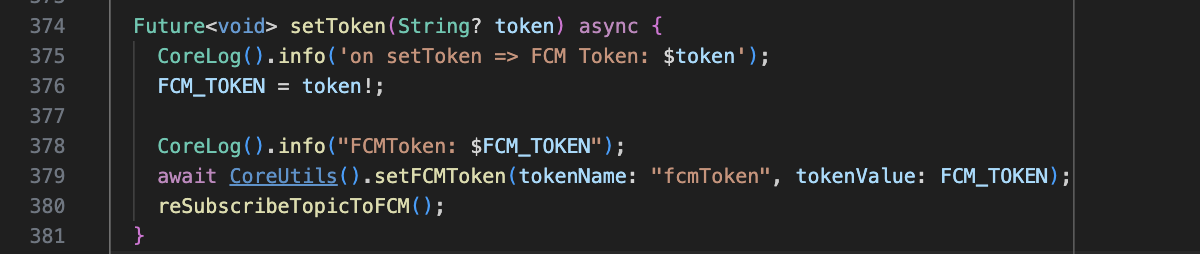 374 Future<void> setToken(String? token) async {
375 CoreLog().info('on setToken => FCM Token: $token');
376 FCM_TOKEN = token!;
377
378 CoreLog().info("FCMToken: $FCM_TOKEN");
379 await CoreUtils().setFCMToken(tokenName: "fcmToken", tokenValue: FCM_TOKEN);
380 reSubscribeTopicToFCM();
381 }